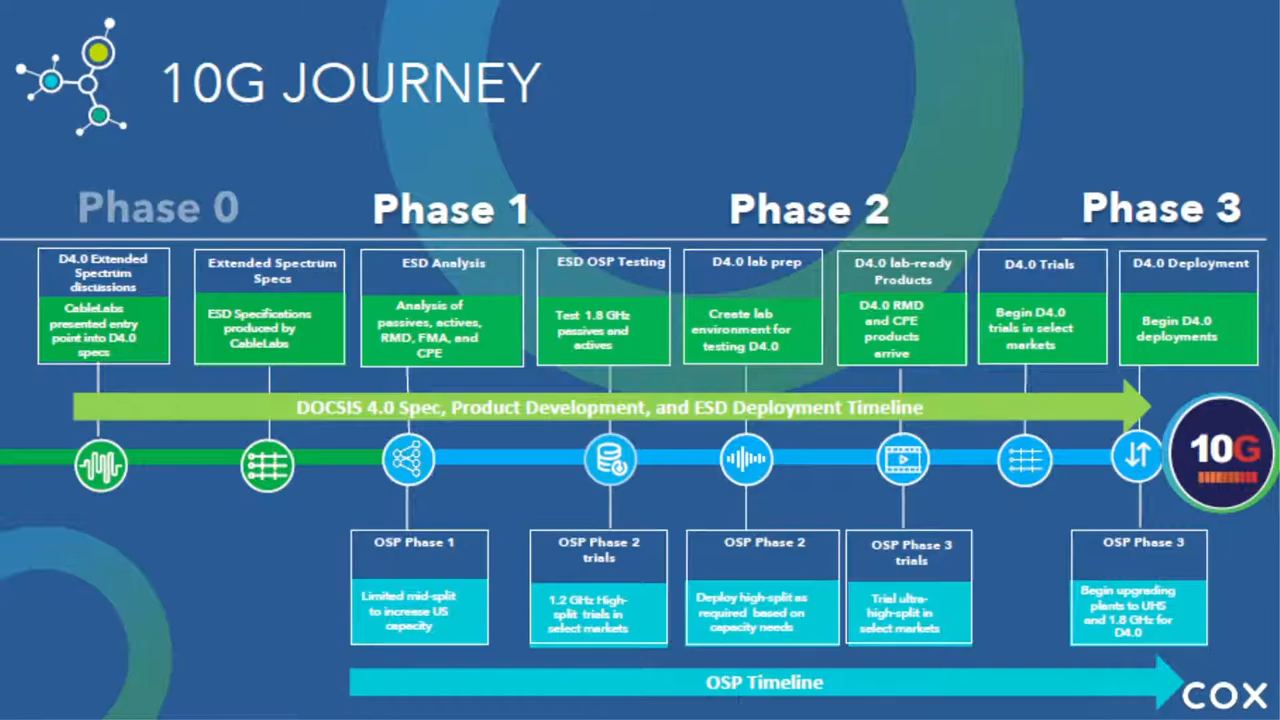 10G JOURNEY
Phase 0
Phase 1
Phase 2
Phase 3
D4.0 Extended
Spectrum
discussions
CableLabs
presented entry
point into D4.0
specs
Extended Spectrum
Specs
ESD Specifications
produced by
CableLabs
ESD Analysis
Analysis of
passives, actives,
RMD, FMA, and
CPE
ESD OSP Testing
Test 1.8 GHz
passives and
actives
D4.0 lab prep
Create lab
environment for
testing D4.0
D4.0 lab-ready
Products
D4.0 RMD
and CPE
products
arrive
D4.0 Trials
Begin D4.0
trials in select
markets
D4.0 Deployment
Begin D4.0
deployments
DOCSIS 4.0 Spec, Product Development, and ESD Deployment Timeline
10G
OSP Phase 1
Limited mid-split
to increase US
capacity
OSP Phase 2
trials
1.2 GHz High-
split trials in
select markets
OSP Phase 2
Deploy high-split as
required based on
capacity needs
OSP Phase 3
trials
Trial ultra-
high-split in
select markets
OSP Phase 3
Begin upgrading
plants to UHS
and 1.8 GHz for
D4.0
OSP Timeline
COX